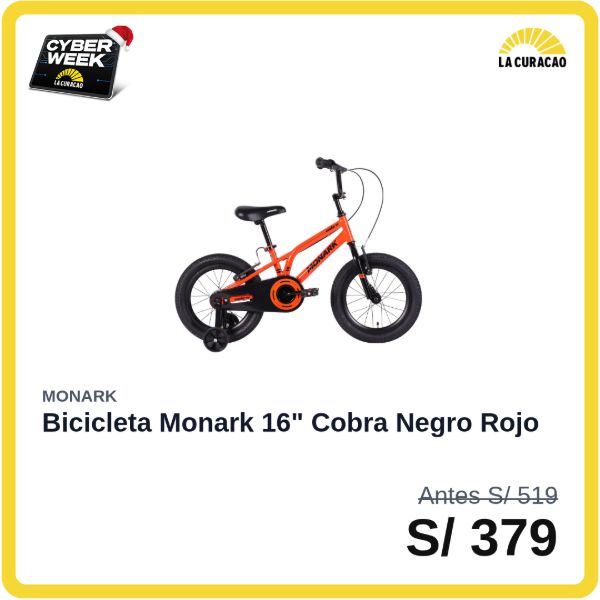 CYBER
WEEK
LA CURACAO
LA CURACAO
MONARK
MONARK
Bicicleta Monark 16" Cobra Negro Rojo
Antes S/ 519
S/ 379